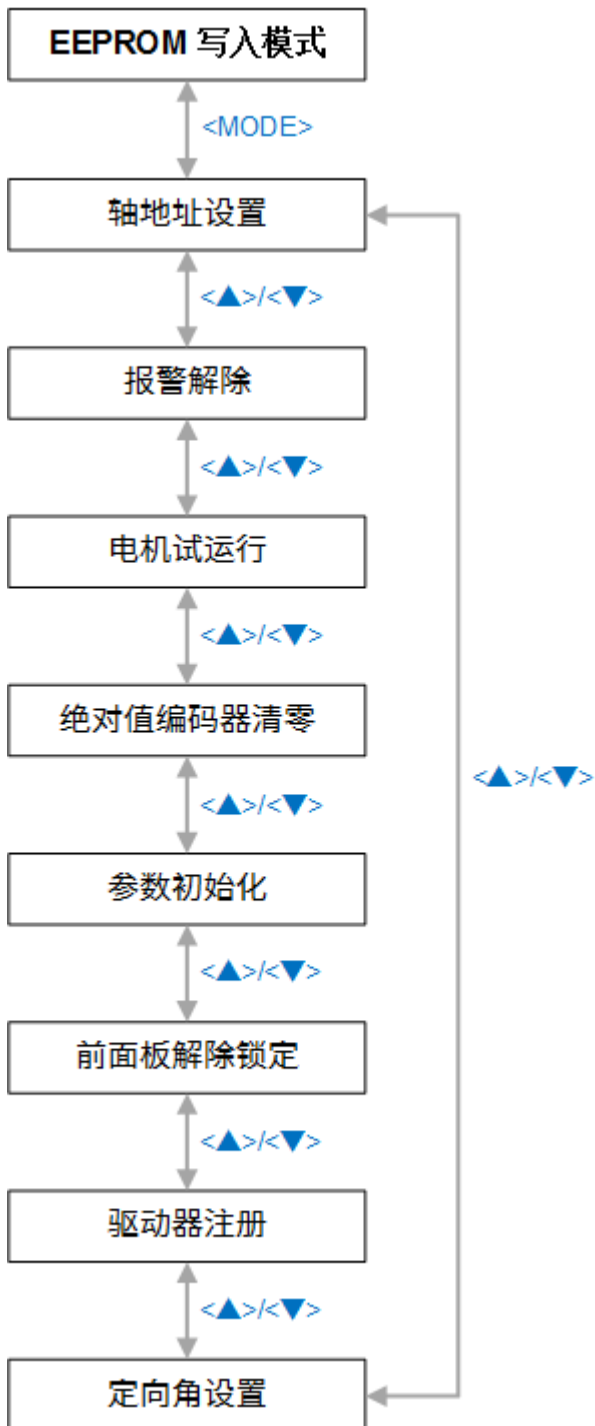 EEPROM 写入模式
<MODE>
轴地址设置
<▲>/<▼>
报警解除
<▲>/<▼>
电机试运行
<▲>/<▼>
绝对值编码器清零
<▲>/<▼>
<▲>/<▼>
参数初始化
<▲>/<▼>
前面板解除锁定
<▲>/<▼>
驱动器注册
<▲>/<▼>
定向角设置